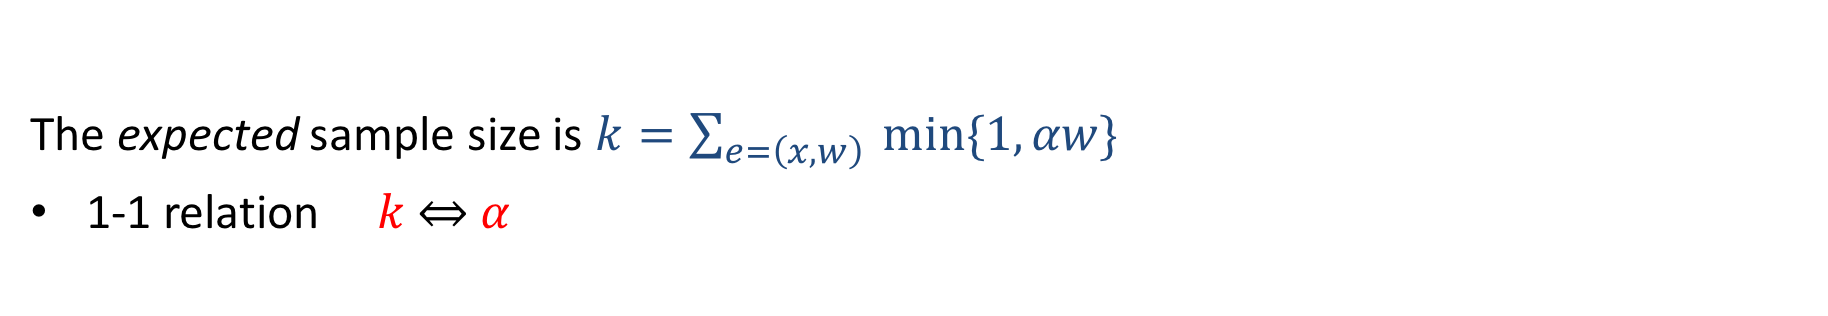 The expected sample size is k = ∑_{e=(x,w)} min{1, αw}
• 1-1 relation k ⇔ α